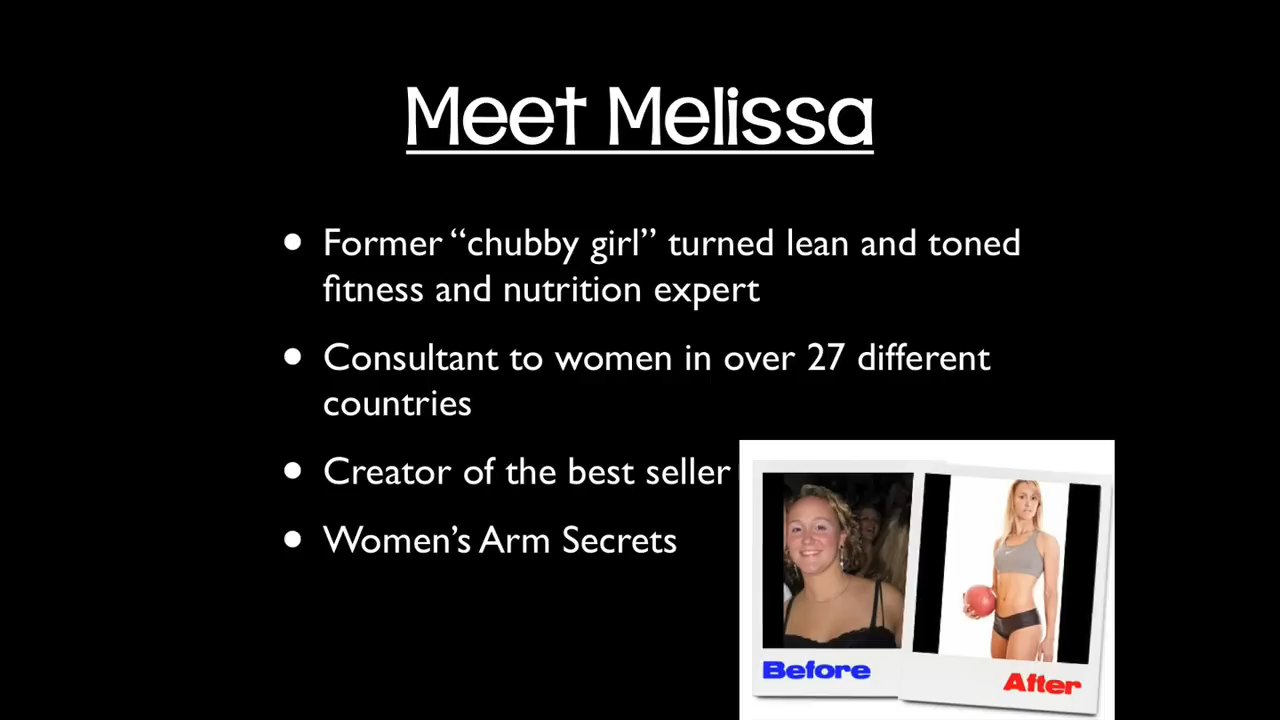 Meet Melissa
• Former “chubby girl” turned lean and toned
fitness and nutrition expert
• Consultant to women in over 27 different
countries
• Creator of the best seller
• Women’s Arm Secrets
Before
After